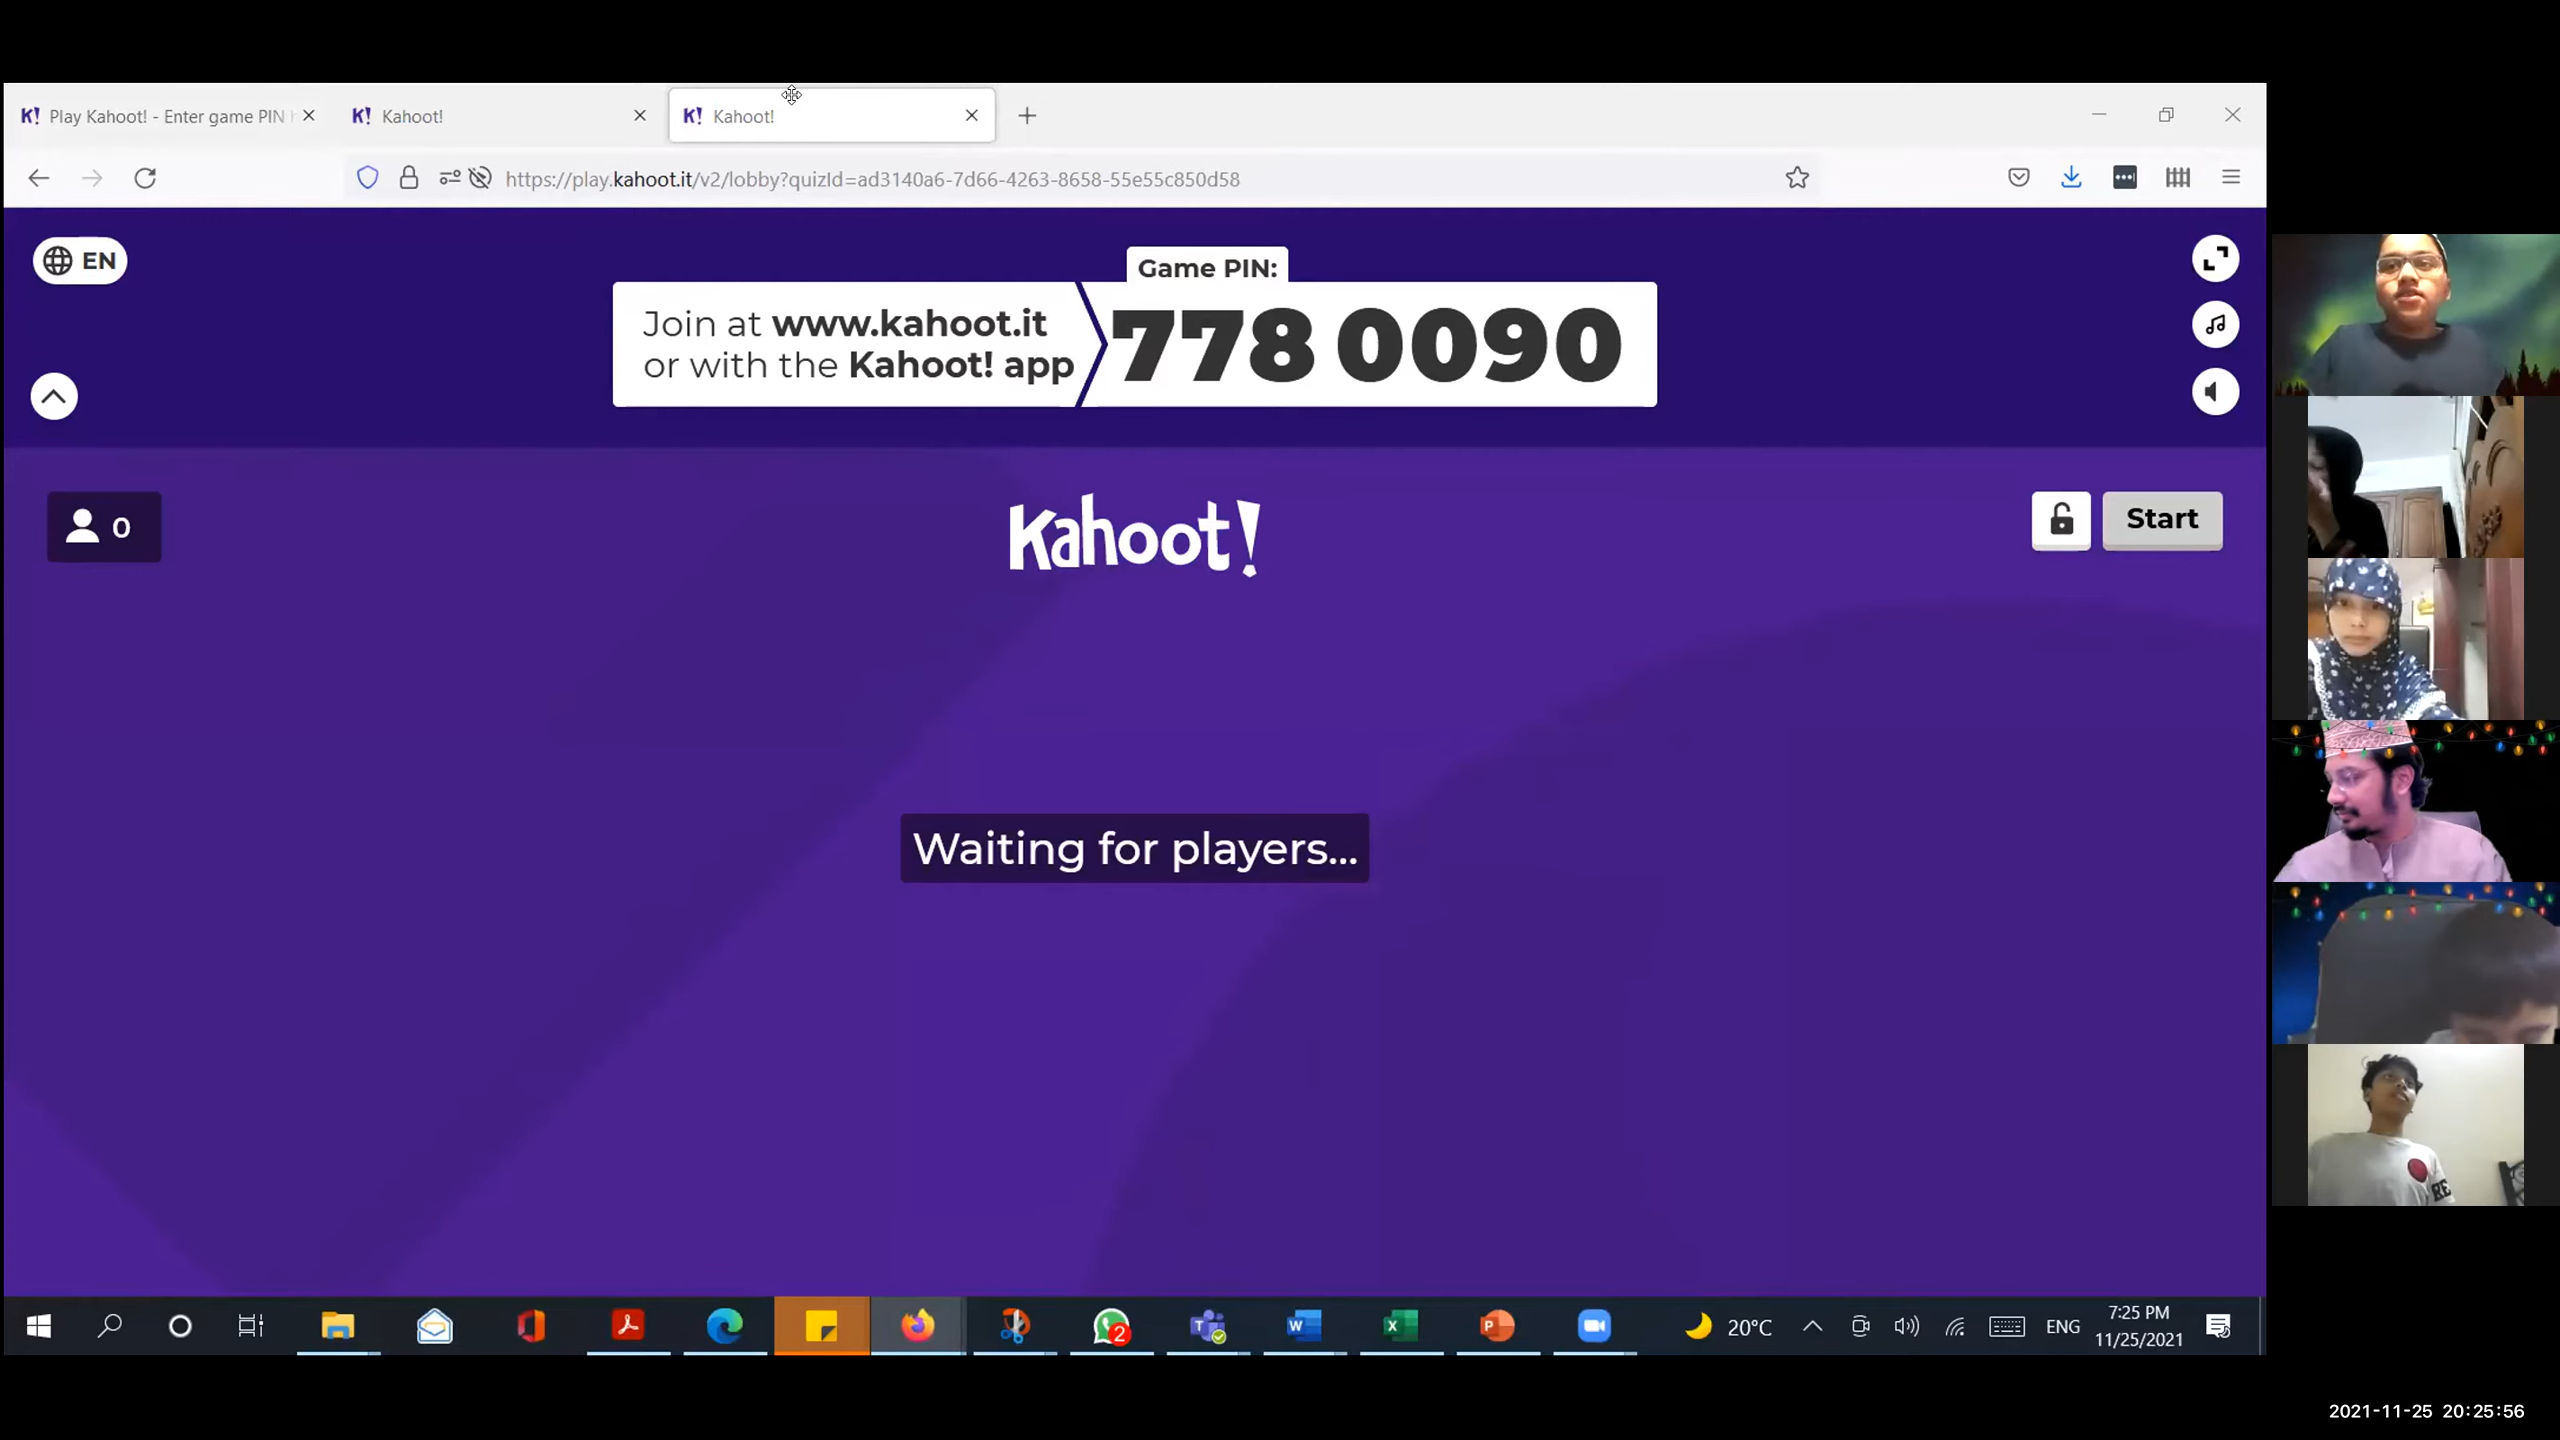 Play Kahoot! - Enter game PIN
Kahoot!
Kahoot!
https://play.kahoot.it/v2/lobby?quizId=ad3140a6-7d66-4263-8658-55e55c850d58
EN
Game PIN:
Join at www.kahoot.it
or with the Kahoot! app
778 0090
0
Kahoot!
Start
Waiting for players...
2
20°C
ENG
7:25 PM
11/25/2021
RE
2021-11-25 20:25:56